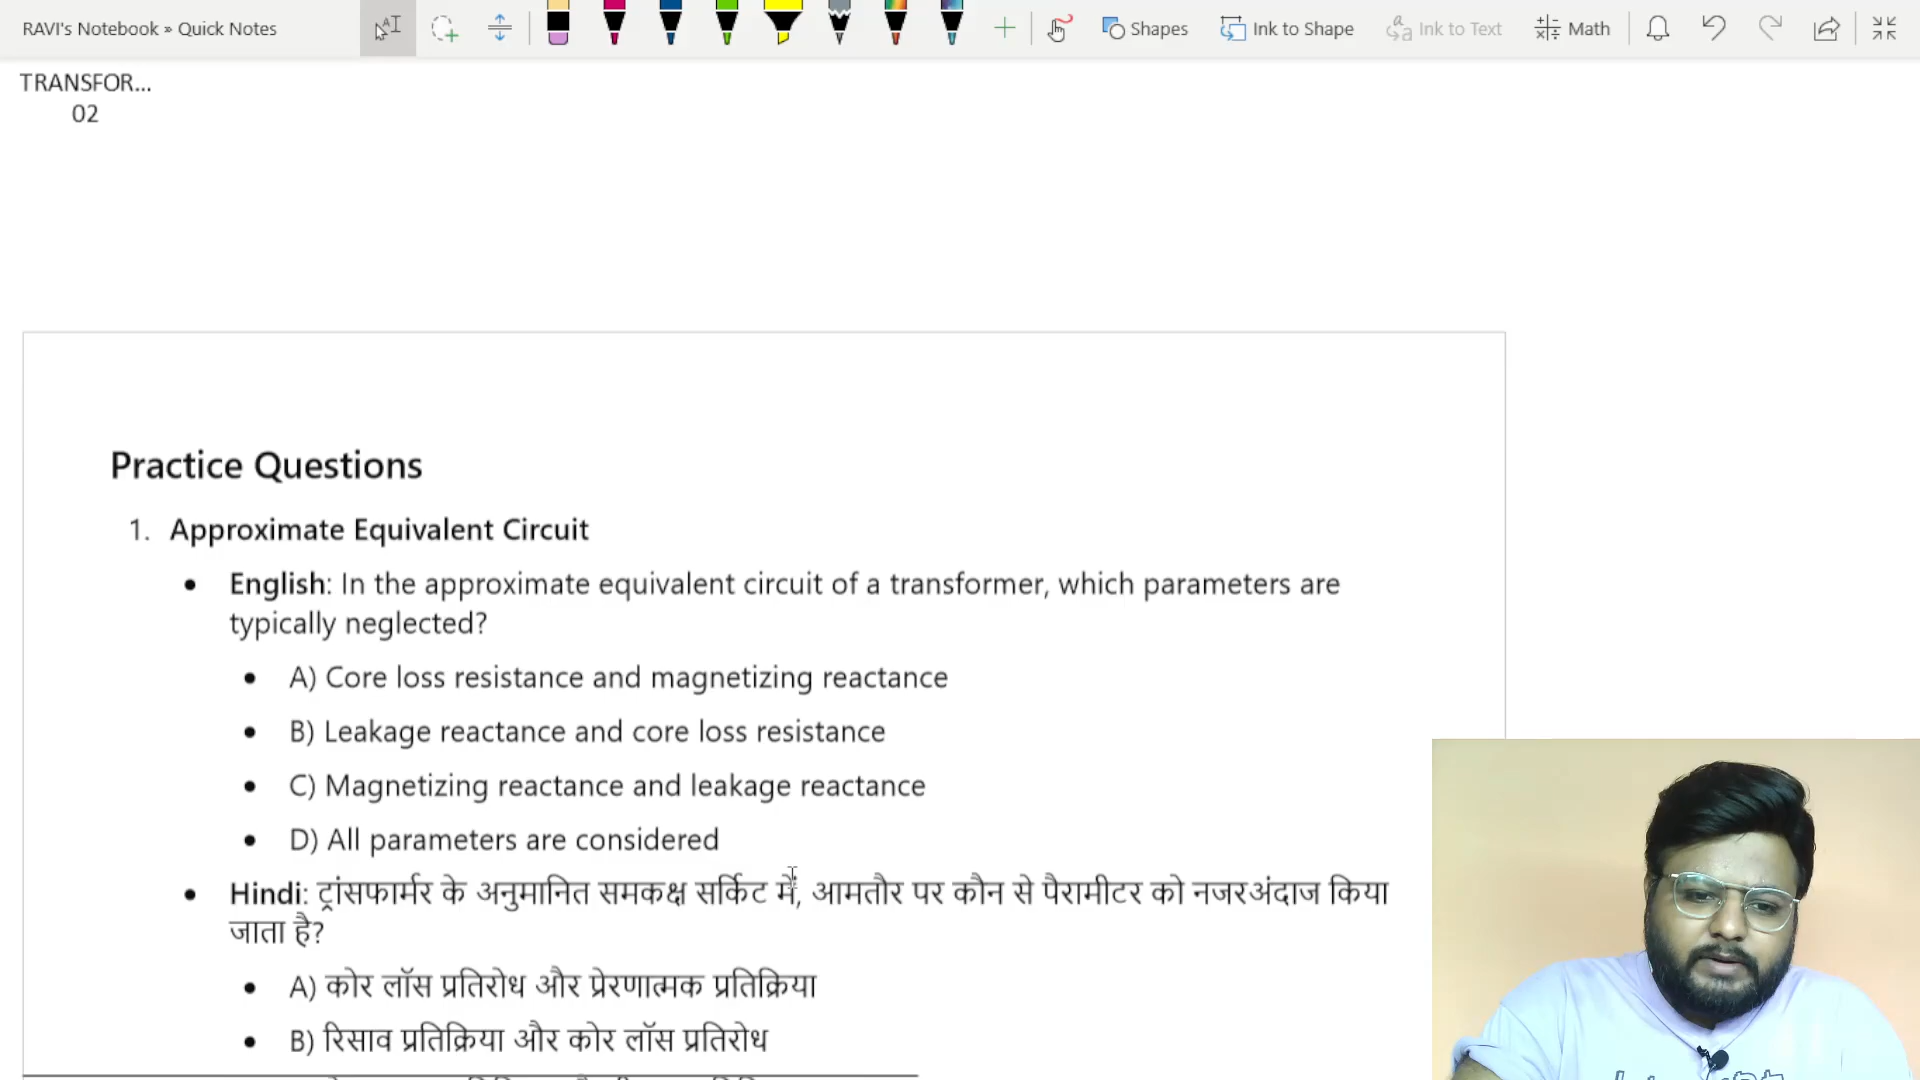 RAVI's Notebook » Quick Notes
Shapes
Ink to Shape
Ink to Text
Math
TRANSFOR...
02
Practice Questions
1. Approximate Equivalent Circuit
• English: In the approximate equivalent circuit of a transformer, which parameters are
typically neglected?
• A) Core loss resistance and magnetizing reactance
• B) Leakage reactance and core loss resistance
• C) Magnetizing reactance and leakage reactance
• D) All parameters are considered
• Hindi: ट्रांसफार्मर के अनुमानित समकक्ष सर्किट में, आमतौर पर कौन से पैरामीटर को नजरअंदाज किया
जाता है?
• A) कोर लॉस प्रतिरोध और प्रेरणात्मक प्रतिक्रिया
• B) रिसाव प्रतिक्रिया और कोर लॉस प्रतिरोध